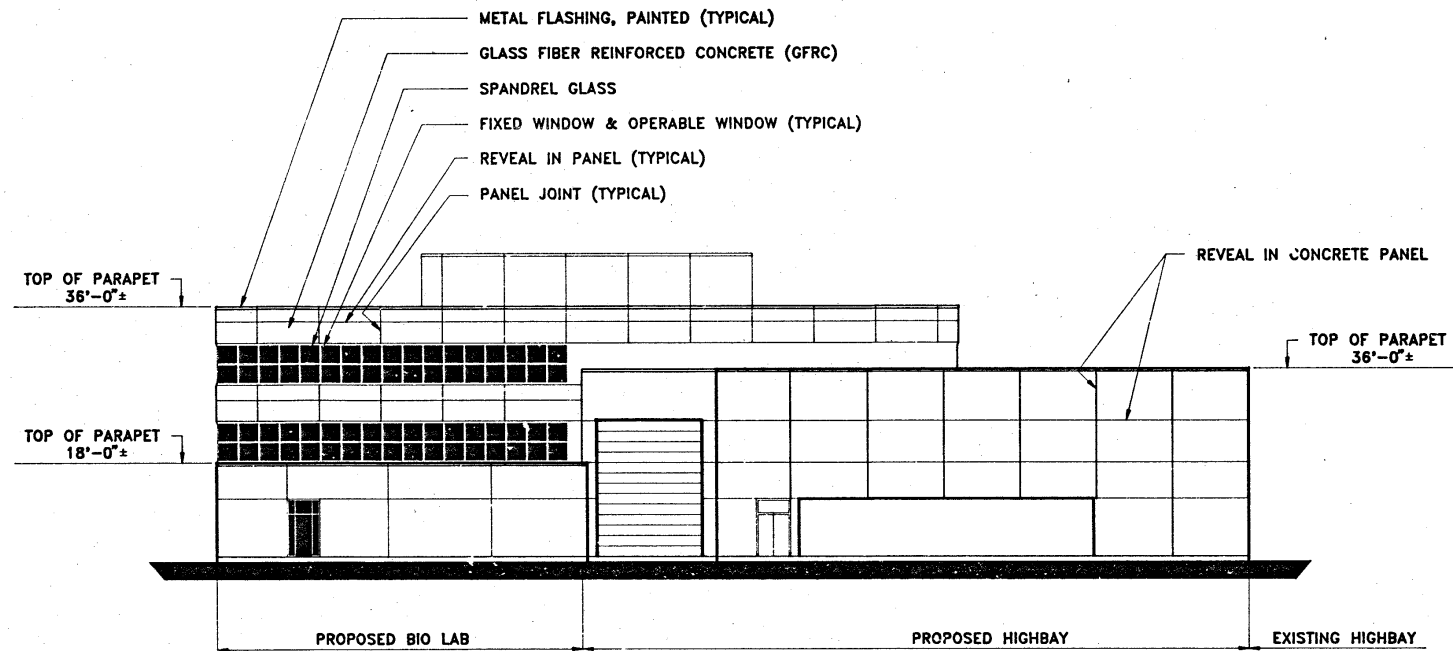 METAL FLASHING, PAINTED (TYPICAL)
GLASS FIBER REINFORCED CONCRETE (GFRC)
SPANDREL GLASS
FIXED WINDOW & OPERABLE WINDOW (TYPICAL)
REVEAL IN PANEL (TYPICAL)
PANEL JOINT (TYPICAL)
REVEAL IN CONCRETE PANEL
TOP OF PARAPET
36'-0"±
TOP OF PARAPET
36'-0"±
TOP OF PARAPET
18'-0"±
PROPOSED BIO LAB
PROPOSED HIGHBAY
EXISTING HIGHBAY